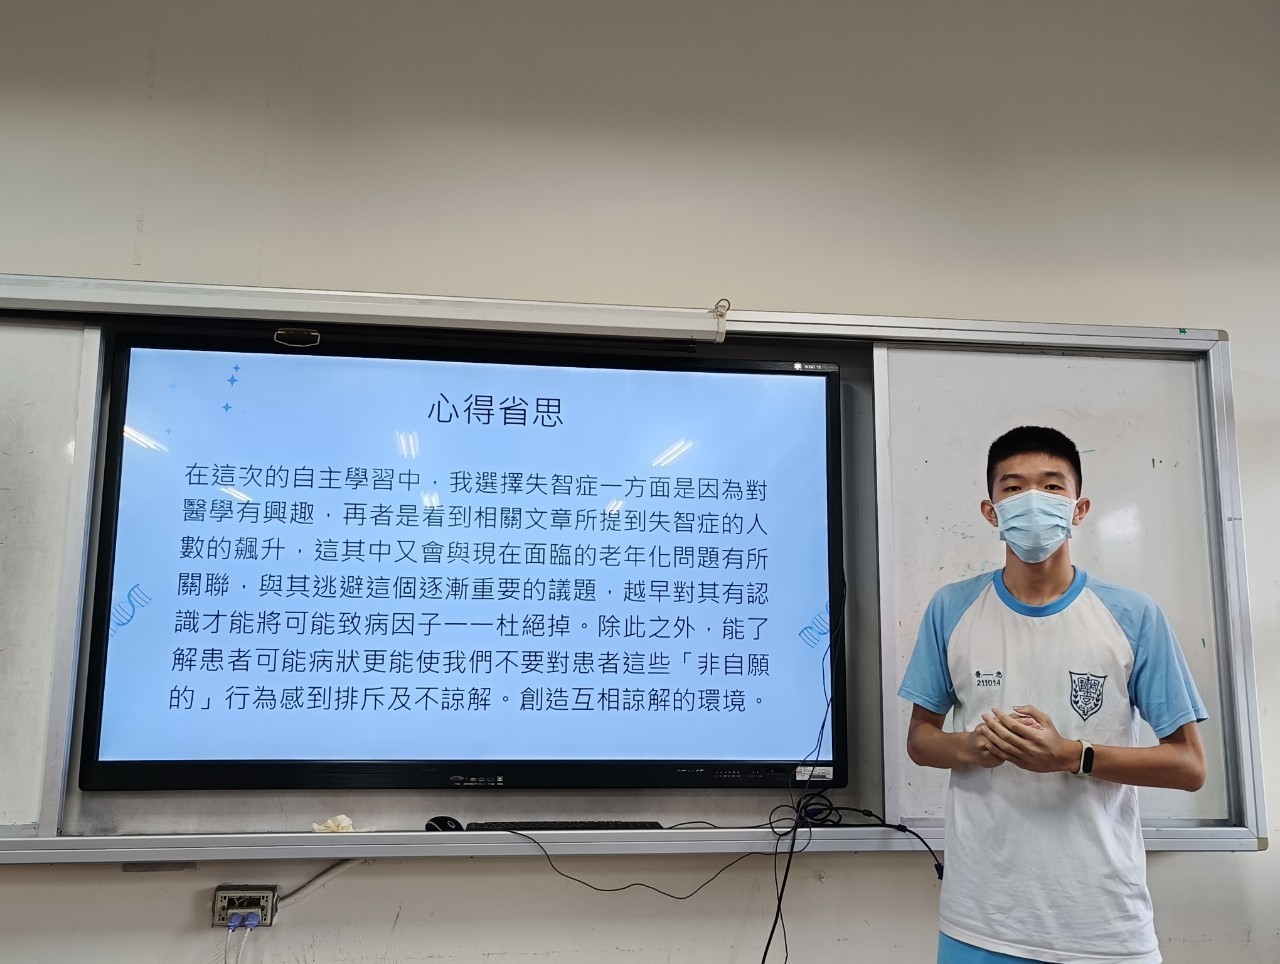 心得省思
在這次的自主學習中，我選擇失智症一方面是因為對
醫學有興趣，再者是看到相關文章所提到失智症的人
數的飆升，這其中又會與現在面臨的老年化問題有所
關聯，與其逃避這個逐漸重要的議題，越早對其有認
識才能將可能致病因子一一杜絕掉。除此之外，能了
解患者可能病狀更能使我們不要對患者這些「非自願
的」行為感到排斥及不諒解。創造互相諒解的環境。
211014